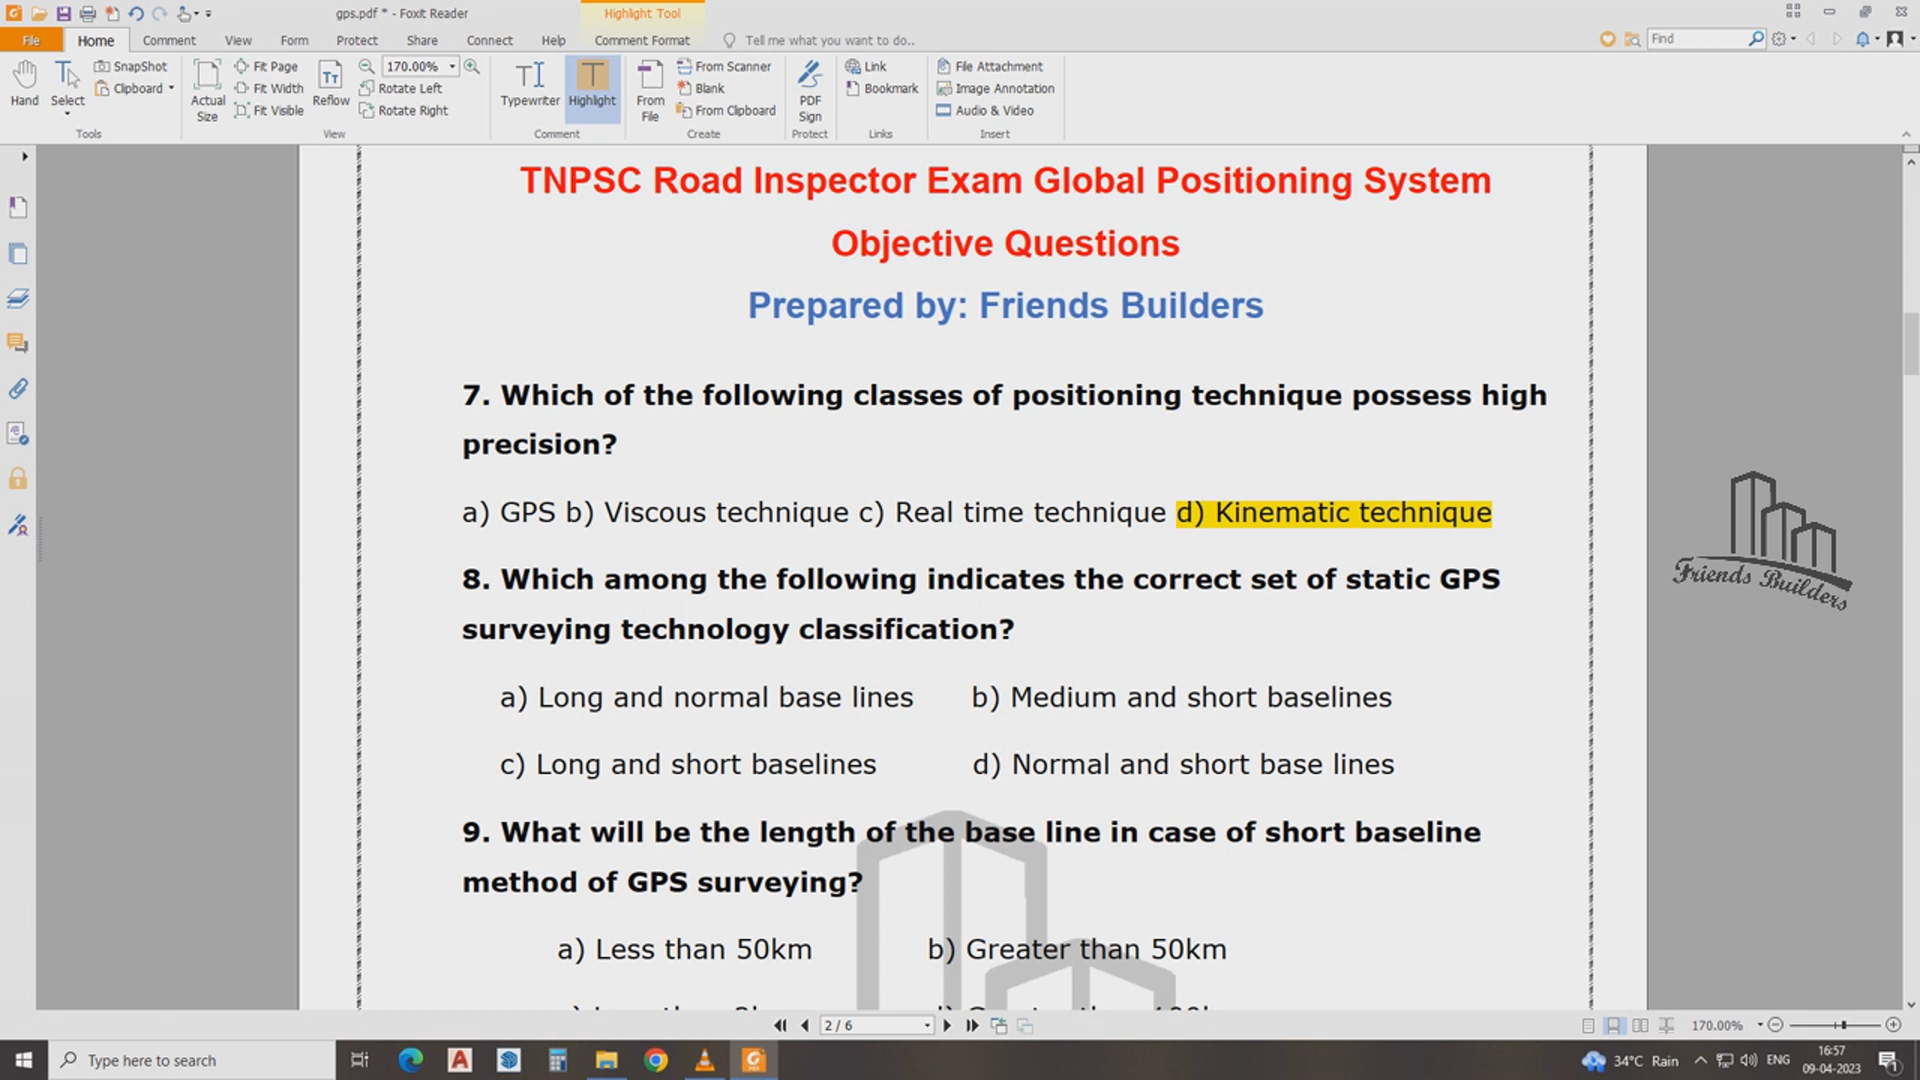 gps.pdf * - Foxit Reader
Highlight Tool
File
Home
Comment
View
Form
Protect
Share
Connect
Help
Comment Format
Tell me what you want to do..
Find
Hand
Select
SnapShot
Clipboard
Tools
Actual Size
Fit Page
Fit Width
Fit Visible
Reflow
170.00%
Rotate Left
Rotate Right
View
Typewriter
Highlight
Comment
From File
From Scanner
Blank
From Clipboard
Create
PDF Sign
Protect
Link
Bookmark
Links
File Attachment
Image Annotation
Audio & Video
Insert
TNPSC Road Inspector Exam Global Positioning System
Objective Questions
Prepared by: Friends Builders
7. Which of the following classes of positioning technique possess high
precision?
a) GPS b) Viscous technique c) Real time technique d) Kinematic technique
8. Which among the following indicates the correct set of static GPS
surveying technology classification?
a) Long and normal base lines b) Medium and short baselines
c) Long and short baselines d) Normal and short base lines
9. What will be the length of the base line in case of short baseline
method of GPS surveying?
a) Less than 50km b) Greater than 50km
Friends Builders
2 / 6
170.00%
Type here to search
34°C Rain
ENG
16:57
09-04-2023